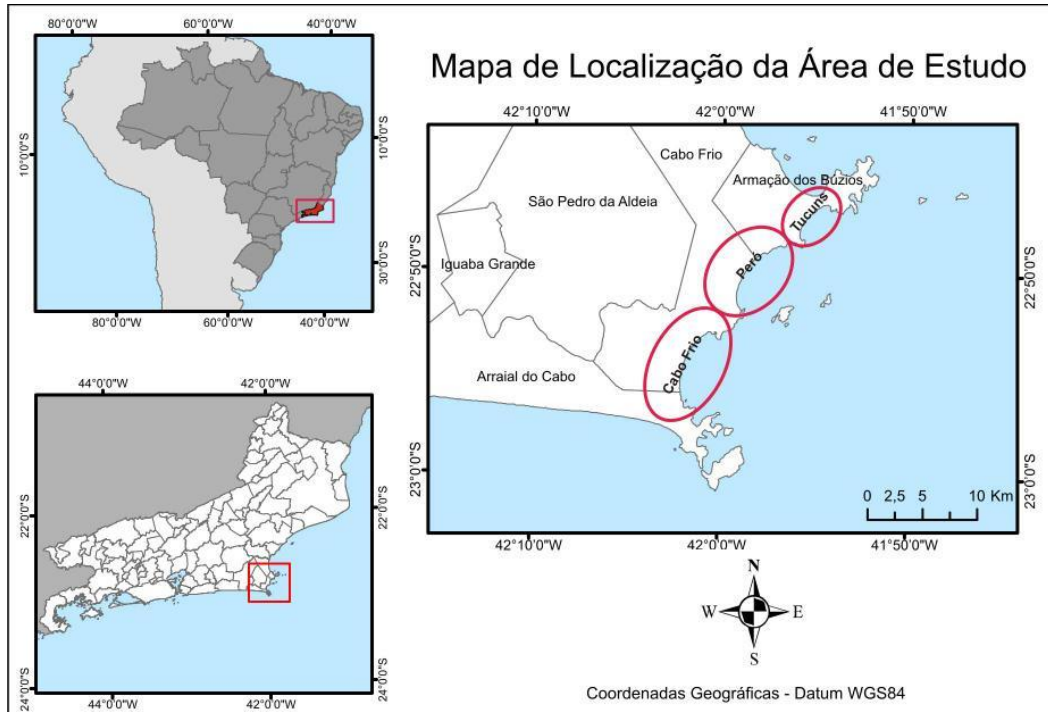 80°0'0"W 60°0'0"W 40°0'0"W
10°0'0"S 10°0'0"S
30°0'0"S
80°0'0"W 60°0'0"W 40°0'0"W
Mapa de Localização da Área de Estudo
42°10'0"W 42°0'0"W 41°50'0"W
Cabo Frio
Armação dos Búzios
São Pedro da Aldeia
Tucuns
Peró
Iguaba Grande
22°50'0"S 22°50'0"S
Cabo Frio
Arraial do Cabo
23°0'0"S 23°0'0"S
0 2,5 5 10 Km
42°10'0"W 42°0'0"W 41°50'0"W
44°0'0"W 42°0'0"W
22°0'0"S 22°0'0"S
24°0'0"S 24°0'0"S
44°0'0"W 42°0'0"W
N
W E
S
Coordenadas Geográficas - Datum WGS84